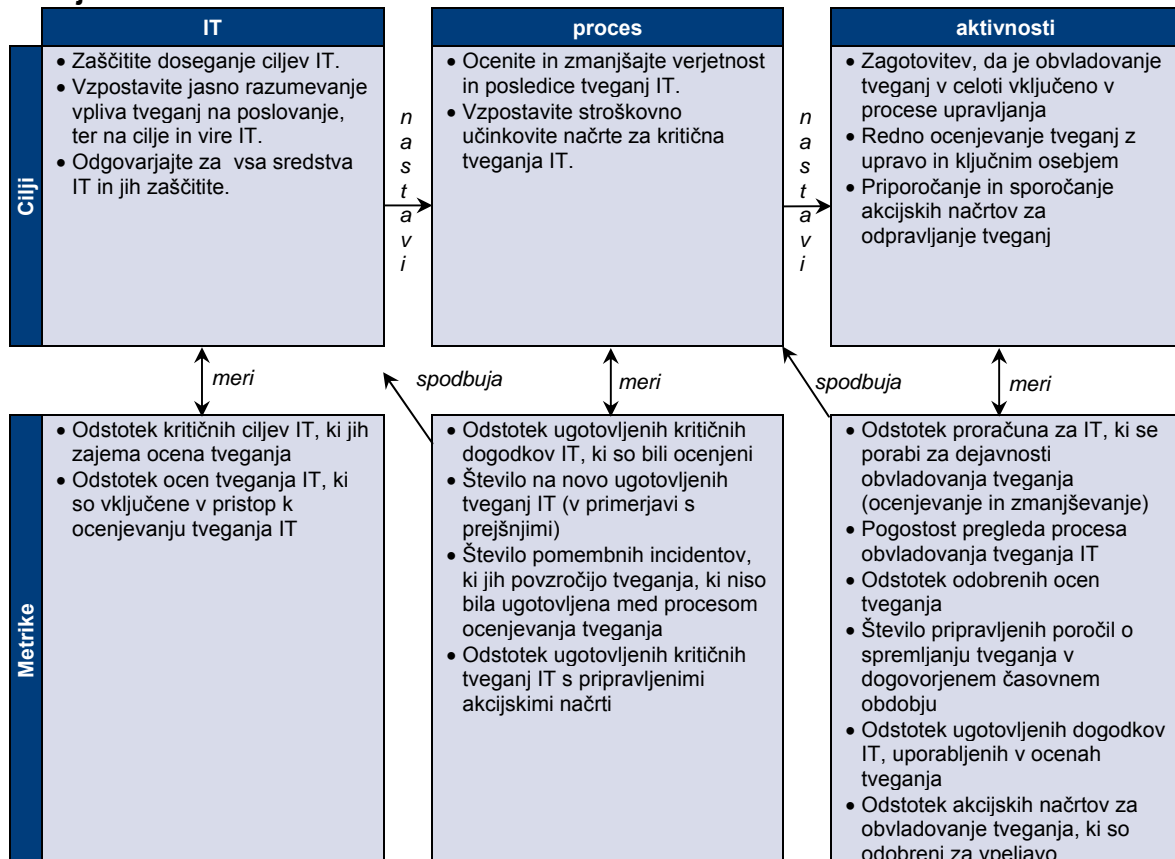 IT
proces
aktivnosti
Cilji
• Zaščitite doseganje ciljev IT.
• Vzpostavite jasno razumevanje
vpliva tveganj na poslovanje,
ter na cilje in vire IT.
• Odgovarjajte za vsa sredstva
IT in jih zaščitite.
nastavi
• Ocenite in zmanjšajte verjetnost
in posledice tveganj IT.
• Vzpostavite stroškovno
učinkovite načrte za kritična
tveganja IT.
nastavi
• Zagotovitev, da je obvladovanje
tveganj v celoti vključeno v
procese upravljanja
• Redno ocenjevanje tveganj z
upravo in ključnim osebjem
• Priporočanje in sporočanje
akcijskih načrtov za
odpravljanje tveganj
meri
spodbuja
meri
spodbuja
meri
Metrike
• Odstotek kritičnih ciljev IT, ki jih
zajema ocena tveganja
• Odstotek ocen tveganja IT, ki
so vključene v pristop k
ocenjevanju tveganja IT
• Odstotek ugotovljenih kritičnih
dogodkov IT, ki so bili ocenjeni
• Število na novo ugotovljenih
tveganj IT (v primerjavi s
prejšnjimi)
• Število pomembnih incidentov,
ki jih povzročijo tveganja, ki niso
bila ugotovljena med procesom
ocenjevanja tveganja
• Odstotek ugotovljenih kritičnih
tveganj IT s pripravljenimi
akcijskimi načrti
• Odstotek proračuna za IT, ki se
porabi za dejavnosti
obvladovanja tveganja
(ocenjevanje in zmanjševanje)
• Pogostost pregleda procesa
obvladovanja tveganja IT
• Odstotek odobrenih ocen
tveganja
• Število pripravljenih poročil o
spremljanju tveganja v
dogovorjenem časovnem
obdobju
• Odstotek ugotovljenih dogodkov
IT, uporabljenih v ocenah
tveganja
• Odstotek akcijskih načrtov za
obvladovanje tveganja, ki so
odobreni za vpeljavo